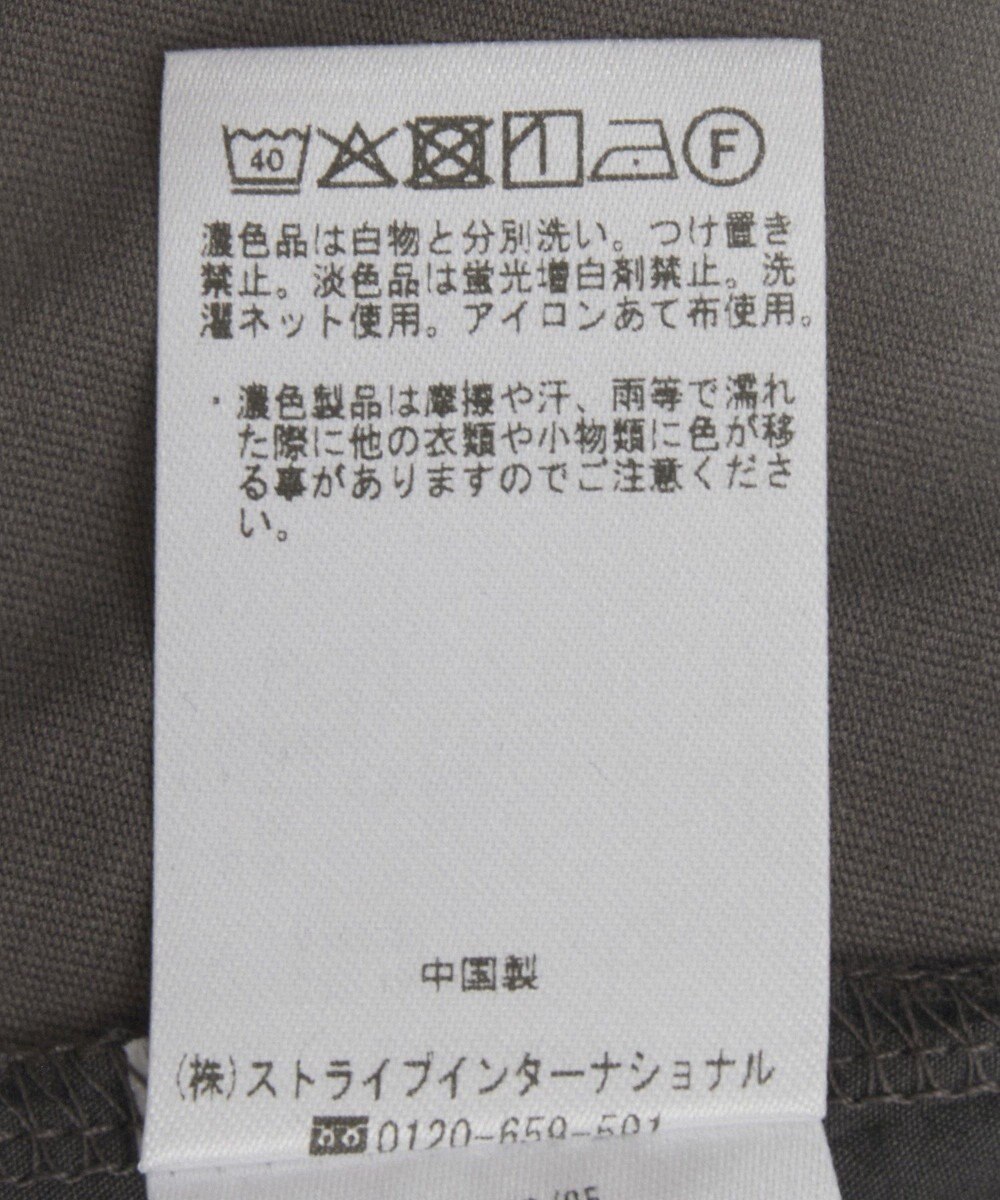 40 F
濃色品は白物と分別洗い。つけ置き
禁止。淡色品は蛍光増白剤禁止。洗
濯ネット使用。アイロンあて布使用。
・濃色製品は摩擦や汗、雨等で濡れ
た際に他の衣類や小物類に色が移
る事がありますのでご注意くださ
い。
中国製
(株)ストライプインターナショナル
0120-659-591